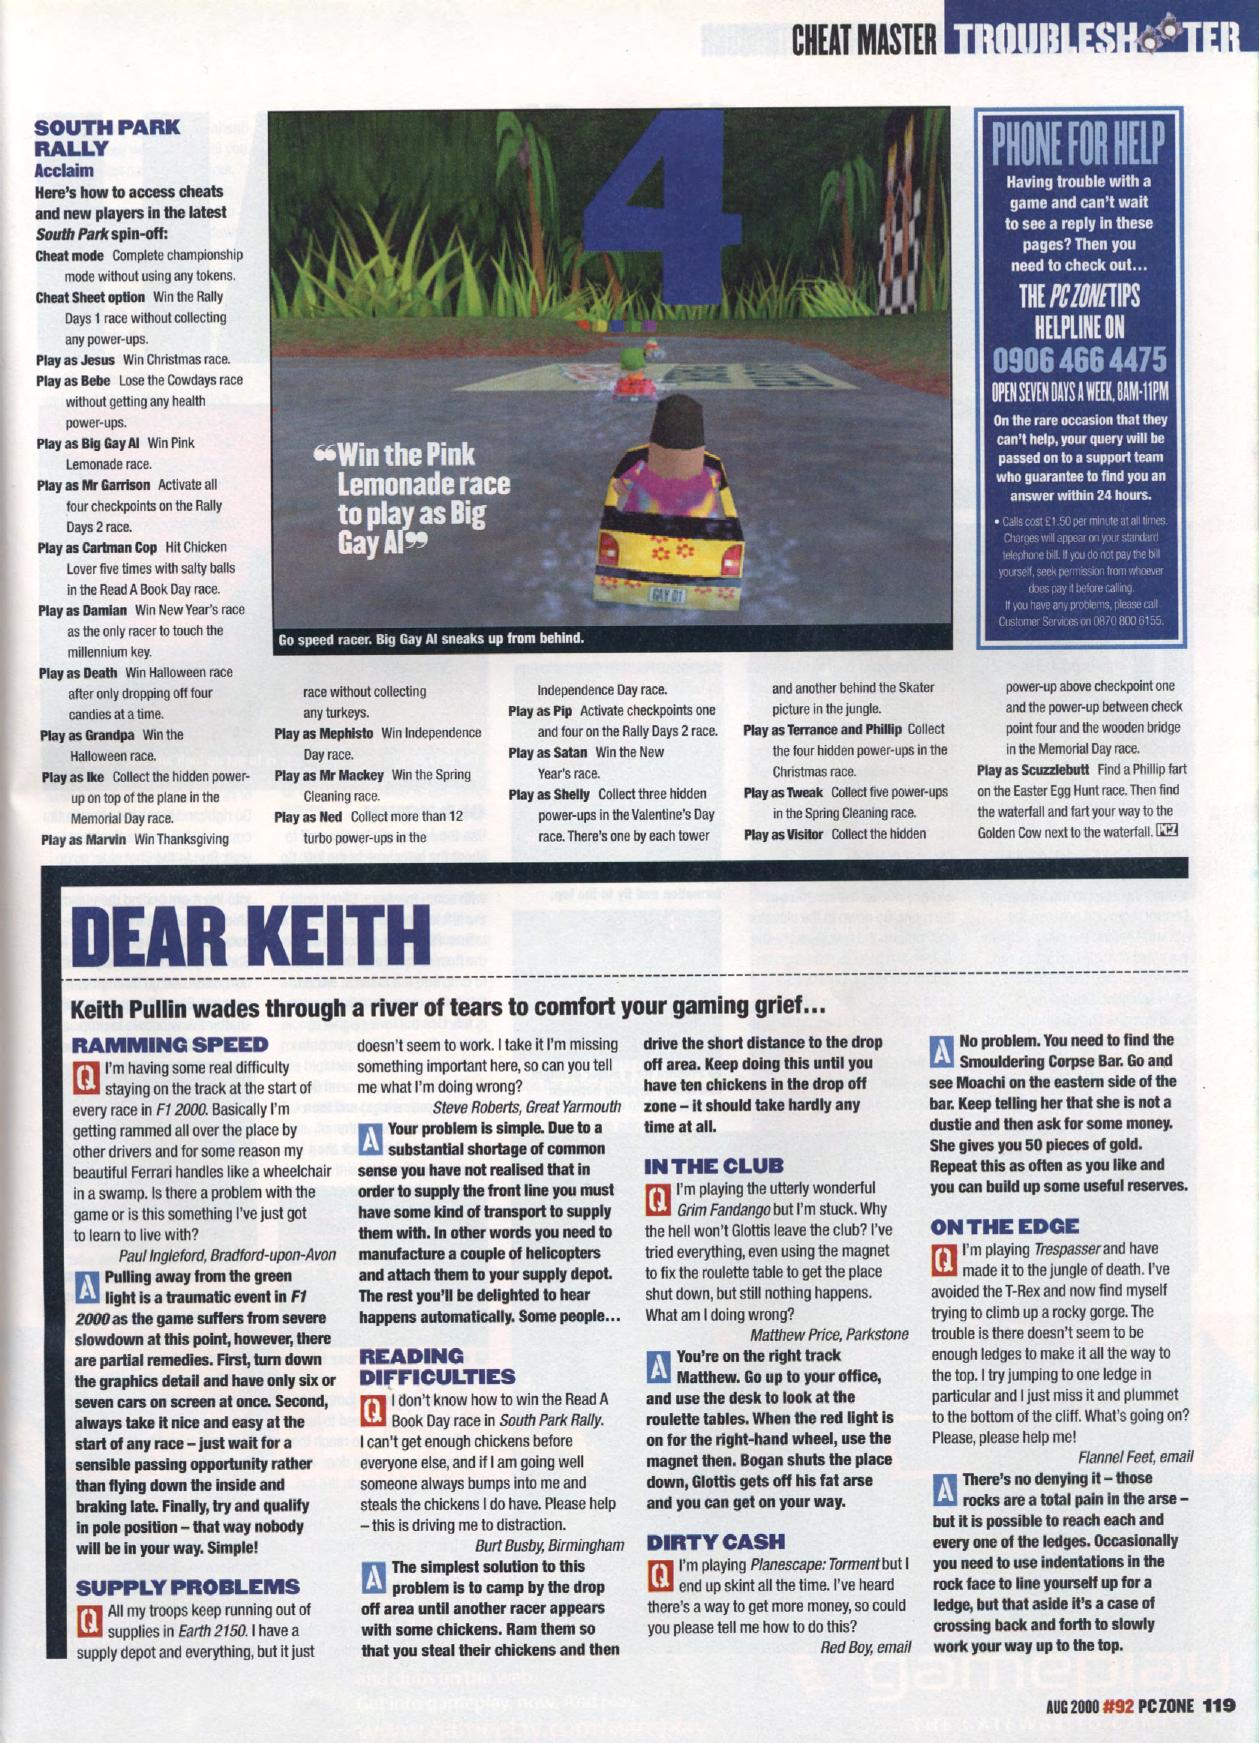 CHEAT MASTER TROUBLESHOOTER
SOUTH PARK
RALLY
Acclaim
Here's how to access cheats
and new players in the latest
South Park spin-off:
Cheat mode Complete championship
mode without using any tokens.
Cheat Sheet option Win the Rally
Days 1 race without collecting
any power-ups.
Play as Jesus Win Christmas race.
Play as Bebe Lose the Cowdays race
without getting any health
power-ups.
Play as Big Gay Al Win Pink
Lemonade race.
Play as Mr Garrison Activate all
four checkpoints on the Rally
Days 2 race.
Play as Cartman Cop Hit Chicken
Lover five times with salty balls
in the Read A Book Day race.
Play as Damian Win New Year's race
as the only racer to touch the
millennium key.
Play as Death Win Halloween race
after only dropping off four
candies at a time.
Play as Grandpa Win the
Halloween race.
Play as Ike Collect the hidden power-
up on top of the plane in the
Memorial Day race.
Play as Marvin Win Thanksgiving
race without collecting
any turkeys.
Play as Mephisto Win Independence
Day race.
Play as Mr Mackey Win the Spring
Cleaning race.
Play as Ned Collect more than 12
turbo power-ups in the
Independence Day race.
Play as Pip Activate checkpoints one
and four on the Rally Days 2 race.
Play as Satan Win the New
Year's race.
Play as Shelly Collect three hidden
power-ups in the Valentine's Day
race. There's one by each tower
and another behind the Skater
picture in the jungle.
Play as Terrance and Phillip Collect
the four hidden power-ups in the
Christmas race.
Play as Tweak Collect five power-ups
in the Spring Cleaning race.
Play as Visitor Collect the hidden
power-up above checkpoint one
and the power-up between check
point four and the wooden bridge
in the Memorial Day race.
Play as Scuzzlebutt Find a Phillip fart
on the Easter Egg Hunt race. Then find
the waterfall and fart your way to the
Golden Cow next to the waterfall. PCZ
4
“Win the Pink
Lemonade race
to play as Big
Gay Al”
GAY 01
Go speed racer. Big Gay Al sneaks up from behind.
PHONE FOR HELP
Having trouble with a
game and can't wait
to see a reply in these
pages? Then you
need to check out...
THE PC ZONE TIPS
HELPLINE ON
0906 466 4475
OPEN SEVEN DAYS A WEEK, 8AM-11PM
On the rare occasion that they
can't help, your query will be
passed on to a support team
who guarantee to find you an
answer within 24 hours.
• Calls cost £1.50 per minute at all times.
Charges will appear on your standard
telephone bill. If you do not pay the bill
yourself, seek permission from whoever
does pay it before calling.
If you have any problems, please call
Customer Services on 0870 800 6155.
DEAR KEITH
Keith Pullin wades through a river of tears to comfort your gaming grief...
RAMMING SPEED
Q I'm having some real difficulty
staying on the track at the start of
every race in F1 2000. Basically I'm
getting rammed all over the place by
other drivers and for some reason my
beautiful Ferrari handles like a wheelchair
in a swamp. Is there a problem with the
game or is this something I've just got
to learn to live with?
Paul Ingleford, Bradford-upon-Avon
A Pulling away from the green
light is a traumatic event in F1
2000 as the game suffers from severe
slowdown at this point, however, there
are partial remedies. First, turn down
the graphics detail and have only six or
seven cars on screen at once. Second,
always take it nice and easy at the
start of any race – just wait for a
sensible passing opportunity rather
than flying down the inside and
braking late. Finally, try and qualify
in pole position – that way nobody
will be in your way. Simple!
SUPPLY PROBLEMS
Q All my troops keep running out of
supplies in Earth 2150. I have a
supply depot and everything, but it just
doesn't seem to work. I take it I'm missing
something important here, so can you tell
me what I'm doing wrong?
Steve Roberts, Great Yarmouth
A Your problem is simple. Due to a
substantial shortage of common
sense you have not realised that in
order to supply the front line you must
have some kind of transport to supply
them with. In other words you need to
manufacture a couple of helicopters
and attach them to your supply depot.
The rest you'll be delighted to hear
happens automatically. Some people...
READING
DIFFICULTIES
Q I don't know how to win the Read A
Book Day race in South Park Rally.
I can't get enough chickens before
everyone else, and if I am going well
someone always bumps into me and
steals the chickens I do have. Please help
– this is driving me to distraction.
Burt Busby, Birmingham
A The simplest solution to this
problem is to camp by the drop
off area until another racer appears
with some chickens. Ram them so
that you steal their chickens and then
drive the short distance to the drop
off area. Keep doing this until you
have ten chickens in the drop off
zone – it should take hardly any
time at all.
IN THE CLUB
Q I'm playing the utterly wonderful
Grim Fandango but I'm stuck. Why
the hell won't Glottis leave the club? I've
tried everything, even using the magnet
to fix the roulette table to get the place
shut down, but still nothing happens.
What am I doing wrong?
Matthew Price, Parkstone
A You're on the right track
Matthew. Go up to your office,
and use the desk to look at the
roulette tables. When the red light is
on for the right-hand wheel, use the
magnet then. Bogan shuts the place
down, Glottis gets off his fat arse
and you can get on your way.
DIRTY CASH
Q I'm playing Planescape: Torment but I
end up skint all the time. I've heard
there's a way to get more money, so could
you please tell me how to do this?
Red Boy, email
A No problem. You need to find the
Smouldering Corpse Bar. Go and
see Moachi on the eastern side of the
bar. Keep telling her that she is not a
dustie and then ask for some money.
She gives you 50 pieces of gold.
Repeat this as often as you like and
you can build up some useful reserves.
ON THE EDGE
Q I'm playing Trespasser and have
made it to the jungle of death. I've
avoided the T-Rex and now find myself
trying to climb up a rocky gorge. The
trouble is there doesn't seem to be
enough ledges to make it all the way to
the top. I try jumping to one ledge in
particular and I just miss it and plummet
to the bottom of the cliff. What's going on?
Please, please help me!
Flannel Feet, email
A There's no denying it – those
rocks are a total pain in the arse –
but it is possible to reach each and
every one of the ledges. Occasionally
you need to use indentations in the
rock face to line yourself up for a
ledge, but that aside it's a case of
crossing back and forth to slowly
work your way up to the top.
AUG 2000 #92 PC ZONE 119